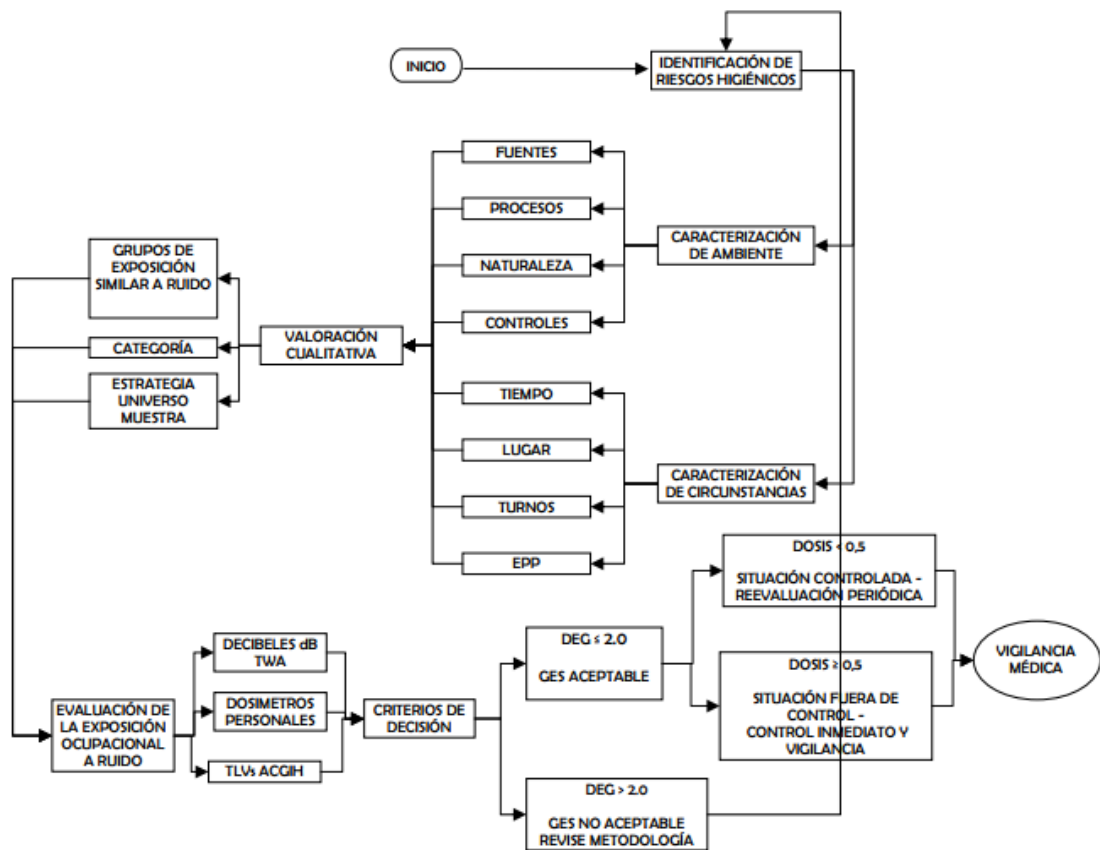 INICIO
IDENTIFICACIÓN DE
RIESGOS HIGIÉNICOS
FUENTES
PROCESOS
NATURALEZA
CONTROLES
CARACTERIZACIÓN
DE AMBIENTE
GRUPOS DE
EXPOSICIÓN
SIMILAR A RUIDO
CATEGORÍA
ESTRATEGIA
UNIVERSO
MUESTRA
VALORACIÓN
CUALITATIVA
TIEMPO
LUGAR
TURNOS
EPP
CARACTERIZACIÓN
DE CIRCUNSTANCIAS
EVALUACIÓN DE
LA EXPOSICIÓN
OCUPACIONAL
A RUIDO
DECIBELES dB
TWA
DOSIMETROS
PERSONALES
TLVs ACGIH
CRITERIOS DE
DECISIÓN
DEG ≤ 2.0
GES ACEPTABLE
DEG > 2.0
GES NO ACEPTABLE
REVISE METODOLOGÍA
DOSIS < 0,5
SITUACIÓN CONTROLADA -
REEVALUACIÓN PERIÓDICA
DOSIS ≥ 0,5
SITUACIÓN FUERA DE
CONTROL -
CONTROL INMEDIATO Y
VIGILANCIA
VIGILANCIA
MÉDICA